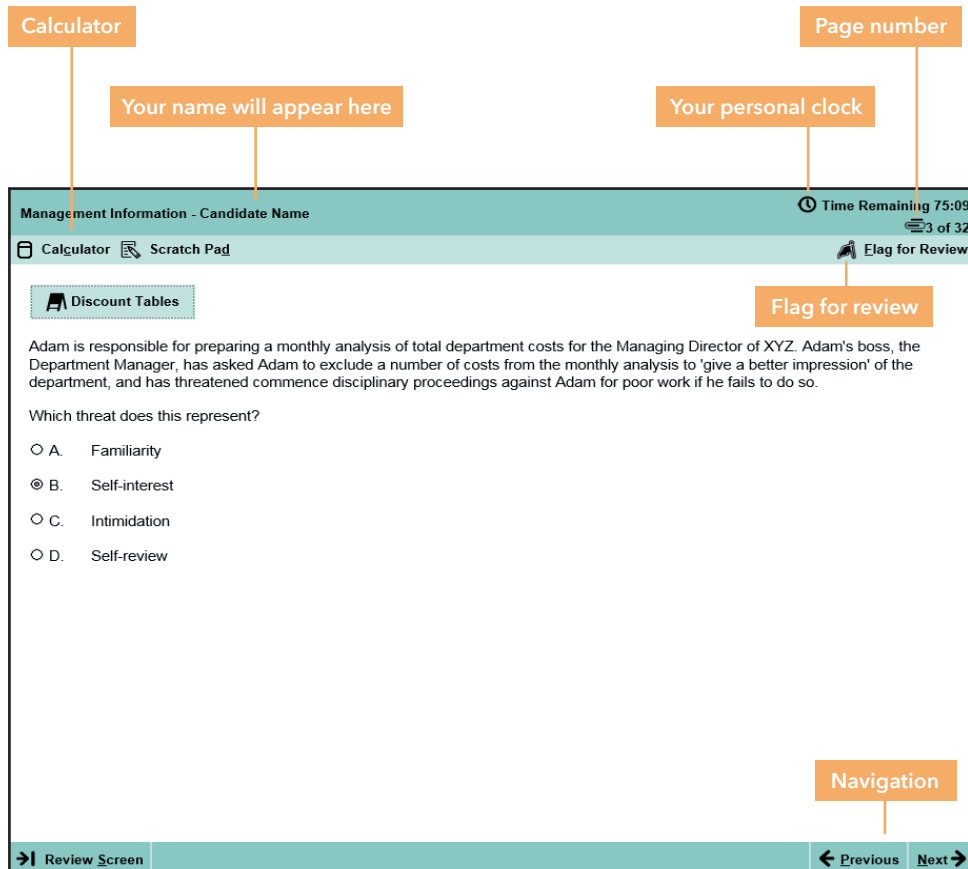 Calculator
Page number
Your name will appear here
Your personal clock
Management Information - Candidate Name
Time Remaining 75:09
3 of 32
Calculator
Scratch Pad
Flag for Review
Discount Tables
Flag for review
Adam is responsible for preparing a monthly analysis of total department costs for the Managing Director of XYZ. Adam's boss, the
Department Manager, has asked Adam to exclude a number of costs from the monthly analysis to 'give a better impression' of the
department, and has threatened commence disciplinary proceedings against Adam for poor work if he fails to do so.
Which threat does this represent?
A. Familiarity
B. Self-interest
C. Intimidation
D. Self-review
Navigation
Review Screen
Previous
Next